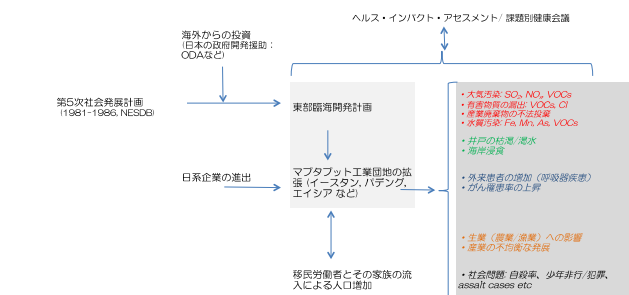 ヘルス・インパクト・アセスメント/ 課題別健康会議
海外からの投資
(日本の政府開発援助：
ODAなど)
第5次社会発展計画
(1981-1986, NESDB)
東部臨海開発計画
日系企業の進出
マプタプット工業団地の拡
張 (イースタン, パデング,
エイシア など)
移民労働者とその家族の流
入による人口増加
・大気汚染: SO₂, NOₓ, VOCs
・有害物質の漏出: VOCs, Cl
・産業廃棄物の不法投棄
・水質汚染: Fe, Mn, As, VOCs
・井戸の枯渇/渇水
・海岸浸食
・外来患者の増加（呼吸器疾患）
・がん罹患率の上昇
・生業（農業/漁業）への影響
・産業の不均衡な発展
・社会問題: 自殺率、少年非行/犯罪、
assalt cases etc